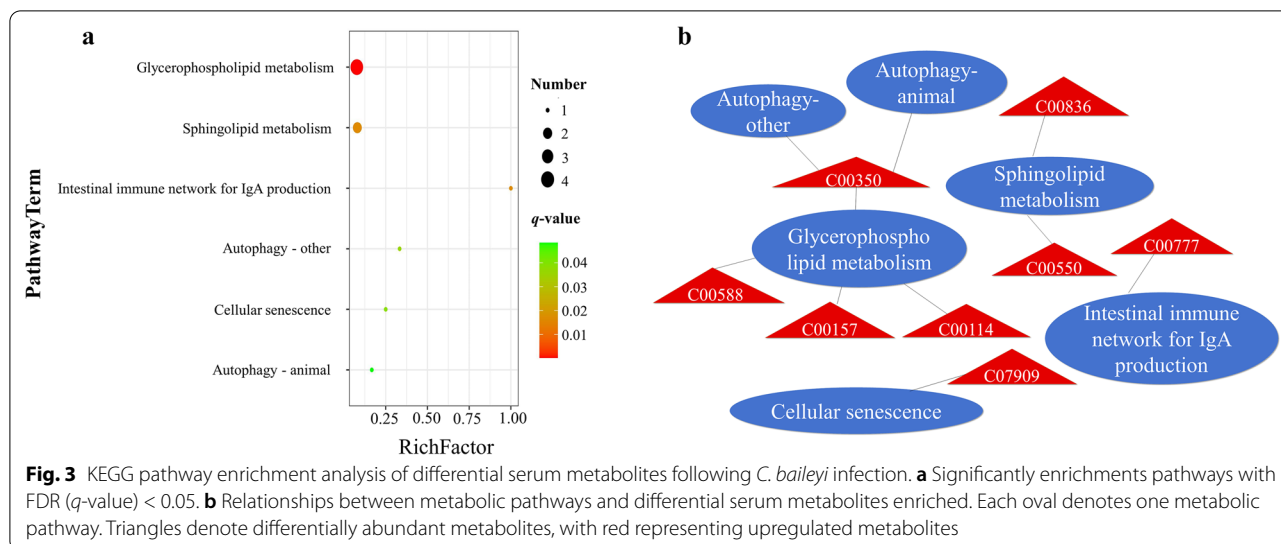 a
Glycerophospholipid metabolism
Sphingolipid metabolism
Intestinal immune network for IgA production
Autophagy - other
Cellular senescence
Autophagy - animal
PathwayTerm
0.25 0.50 0.75 1.00
RichFactor
Number
1
2
3
4
q-value
0.04
0.03
0.02
0.01
b
Autophagy-
other
Autophagy-
animal
C00836
C00350
Sphingolipid
metabolism
Glycerophospho
lipid metabolism
C00777
C00550
C00588
C00157
C00114
Intestinal immune
network for IgA
production
C07909
Cellular senescence
Fig. 3 KEGG pathway enrichment analysis of differential serum metabolites following C. baileyi infection. a Significantly enrichments pathways with
FDR (q-value) < 0.05. b Relationships between metabolic pathways and differential serum metabolites enriched. Each oval denotes one metabolic
pathway. Triangles denote differentially abundant metabolites, with red representing upregulated metabolites